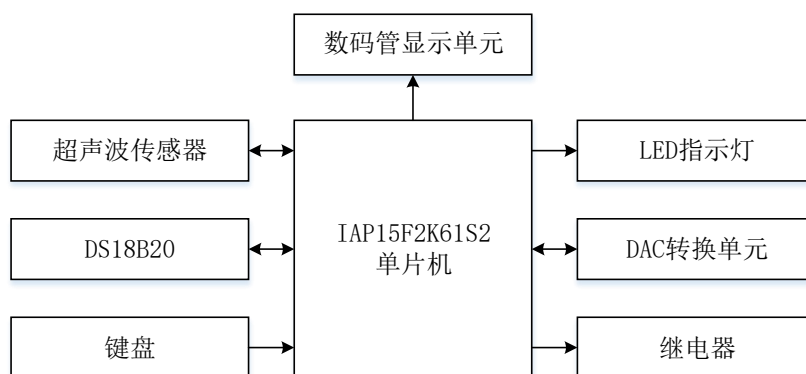 数码管显示单元
超声波传感器
LED指示灯
DS18B20
IAP15F2K61S2
单片机
DAC转换单元
键盘
继电器